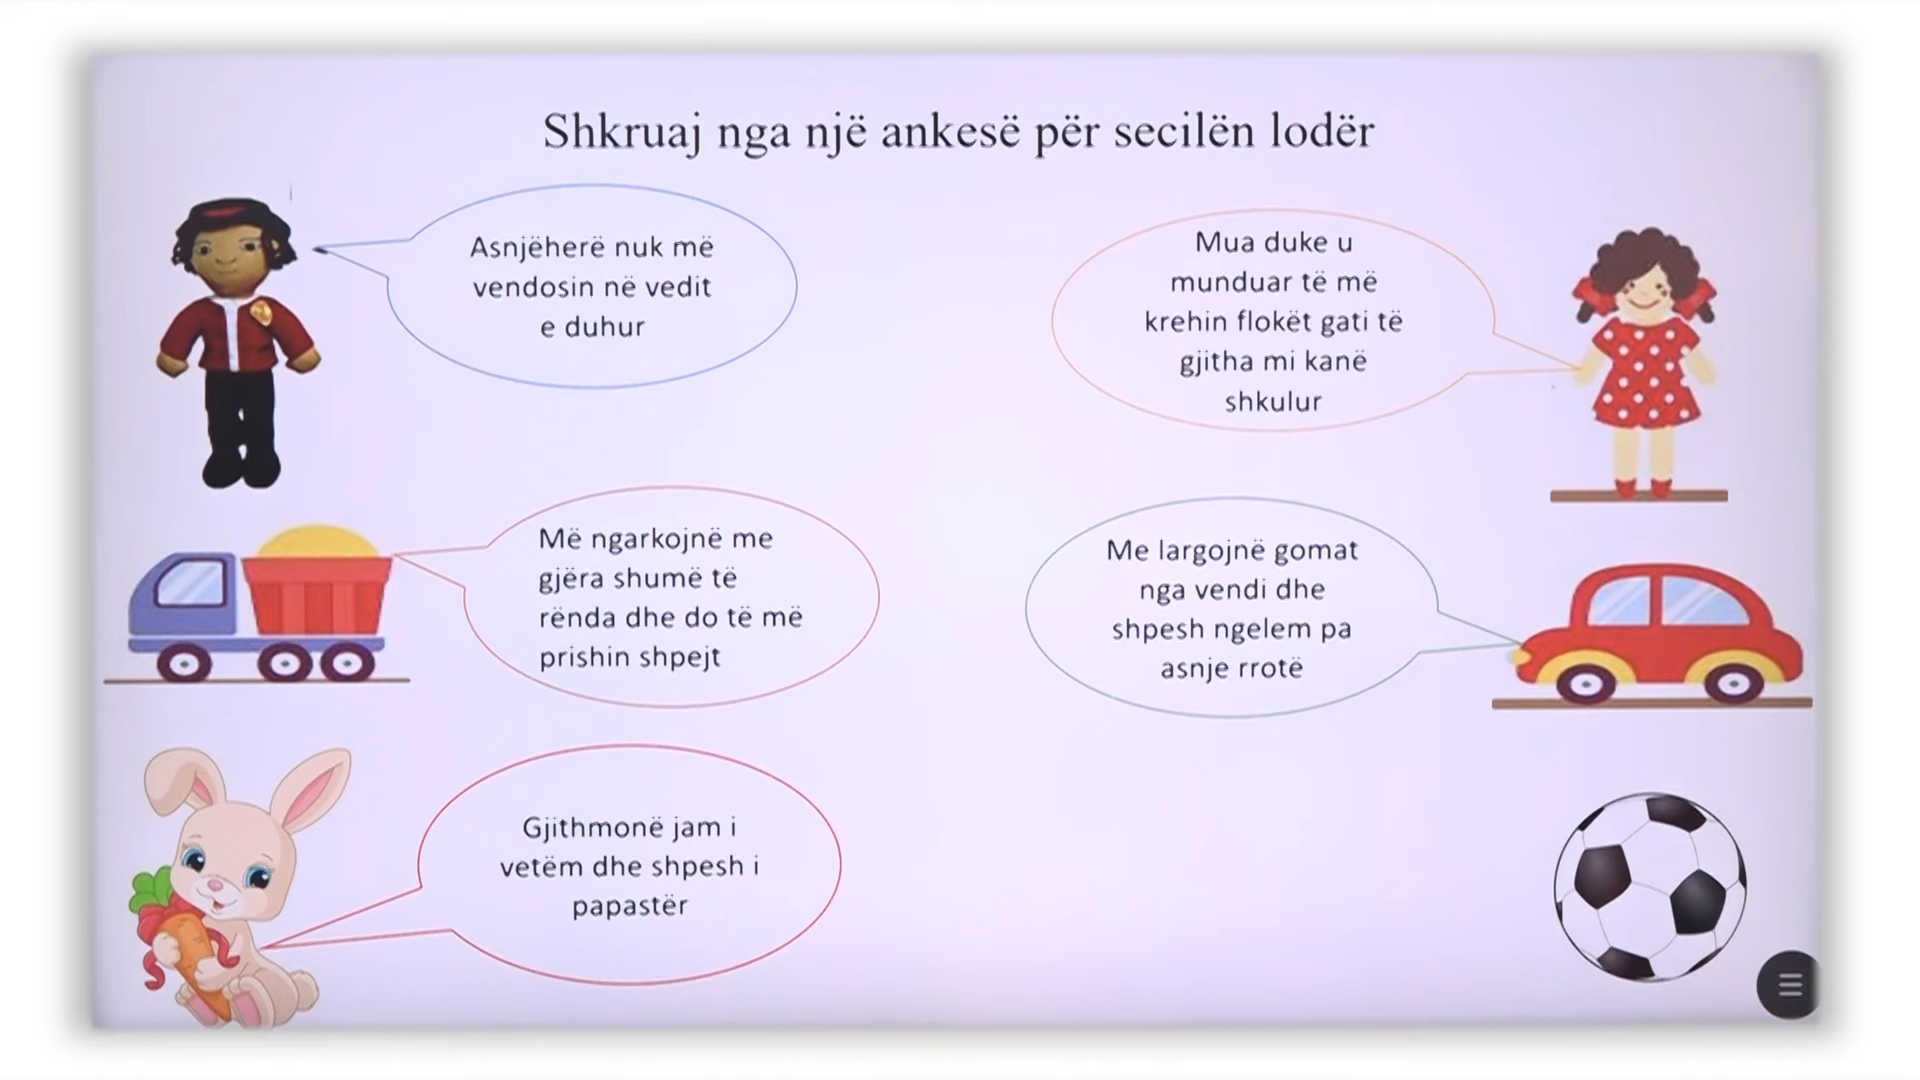 Shkruaj nga një ankesë për secilën lodër
Asnjëherë nuk më
vendosin në vedit
e duhur
Mua duke u
munduar të më
krehin flokët gati të
gjitha mi kanë
shkulur
Më ngarkojnë me
gjëra shumë të
rënda dhe do të më
prishin shpejt
Me largojnë gomat
nga vendi dhe
shpesh ngelem pa
asnje rrotë
Gjithmonë jam i
vetëm dhe shpesh i
papastër